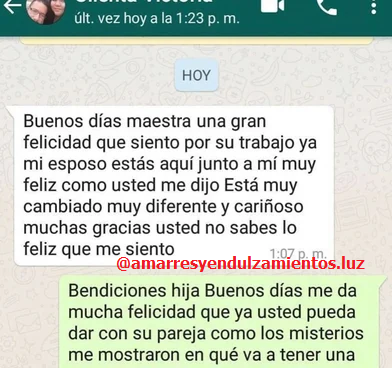 Clienta Victoria
últ. vez hoy a la 1:23 p. m.
HOY
Buenos días maestra una gran
felicidad que siento por su trabajo ya
mi esposo estás aquí junto a mí muy
feliz como usted me dijo Está muy
cambiado muy diferente y cariñoso
muchas gracias usted no sabes lo
feliz que me siento
1:07 p. m.
@amarresyendulzamientos.luz
Bendiciones hija Buenos días me da
mucha felicidad que ya usted pueda
dar con su pareja como los misterios
me mostraron en qué va a tener una